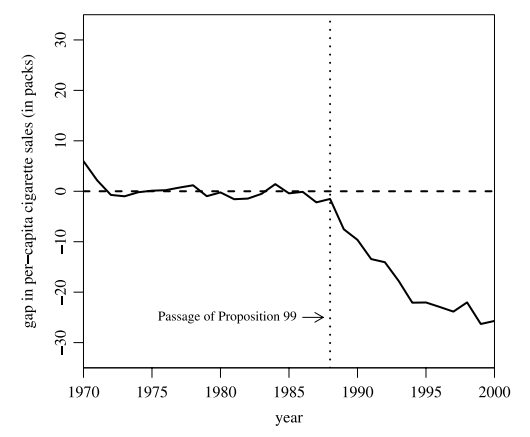 gap in per−capita cigarette sales (in packs)
30
20
10
0
−10
−20
−30
Passage of Proposition 99
1970 1975 1980 1985 1990 1995 2000
year